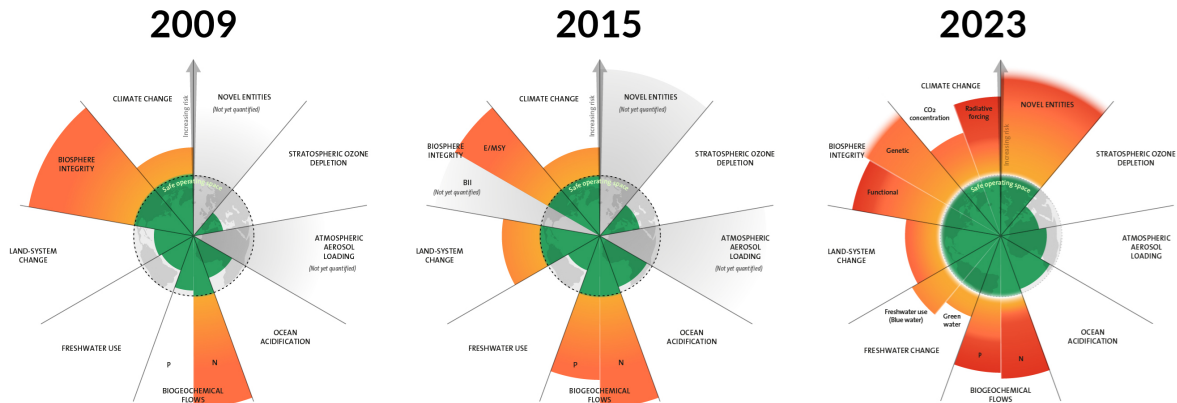 2009
Increasing risk
CLIMATE CHANGE
NOVEL ENTITIES
(Not yet quantified)
STRATOSPHERIC OZONE
DEPLETION
BIOSPHERE
INTEGRITY
Safe operating space
LAND-SYSTEM
CHANGE
ATMOSPHERIC
AEROSOL
LOADING
(Not yet quantified)
FRESHWATER USE
OCEAN
ACIDIFICATION
P
N
BIOGEOCHEMICAL
FLOWS
2015
Increasing risk
CLIMATE CHANGE
NOVEL ENTITIES
(Not yet quantified)
STRATOSPHERIC OZONE
DEPLETION
BIOSPHERE
INTEGRITY
E/MSY
BII
(Not yet quantified)
Safe operating space
LAND-SYSTEM
CHANGE
ATMOSPHERIC
AEROSOL
LOADING
(Not yet quantified)
FRESHWATER USE
OCEAN
ACIDIFICATION
P
N
BIOGEOCHEMICAL
FLOWS
2023
CLIMATE CHANGE
CO2
concentration
Radiative
forcing
NOVEL ENTITIES
Increasing risk
STRATOSPHERIC OZONE
DEPLETION
BIOSPHERE
INTEGRITY
Genetic
Functional
Safe operating space
LAND-SYSTEM
CHANGE
ATMOSPHERIC
AEROSOL
LOADING
Freshwater use
(Blue water)
Green
water
FRESHWATER CHANGE
OCEAN
ACIDIFICATION
P
N
BIOGEOCHEMICAL
FLOWS